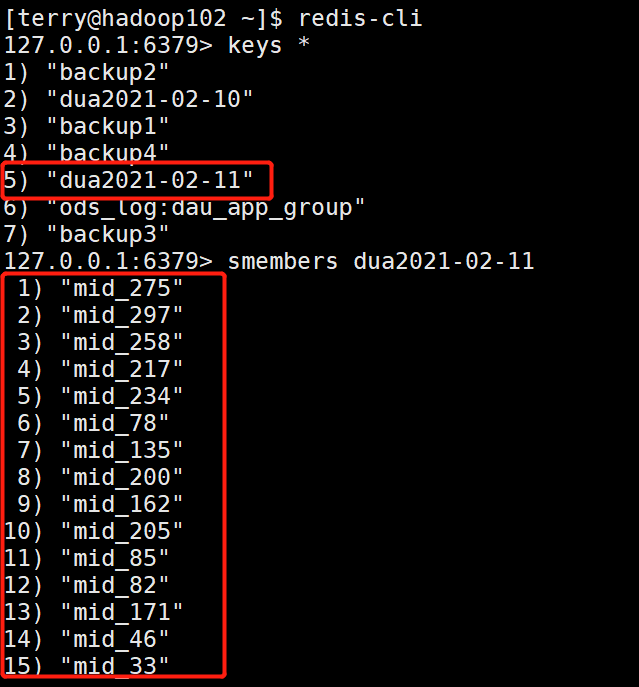 [terry@hadoop102 ~]$ redis-cli
127.0.0.1:6379> keys *
1) "backup2"
2) "dua2021-02-10"
3) "backup1"
4) "backup4"
5) "dua2021-02-11"
6) "ods_log:dau_app_group"
7) "backup3"
127.0.0.1:6379> smembers dua2021-02-11
1) "mid_275"
2) "mid_297"
3) "mid_258"
4) "mid_217"
5) "mid_234"
6) "mid_78"
7) "mid_135"
8) "mid_200"
9) "mid_162"
10) "mid_205"
11) "mid_85"
12) "mid_82"
13) "mid_171"
14) "mid_46"
15) "mid_33"